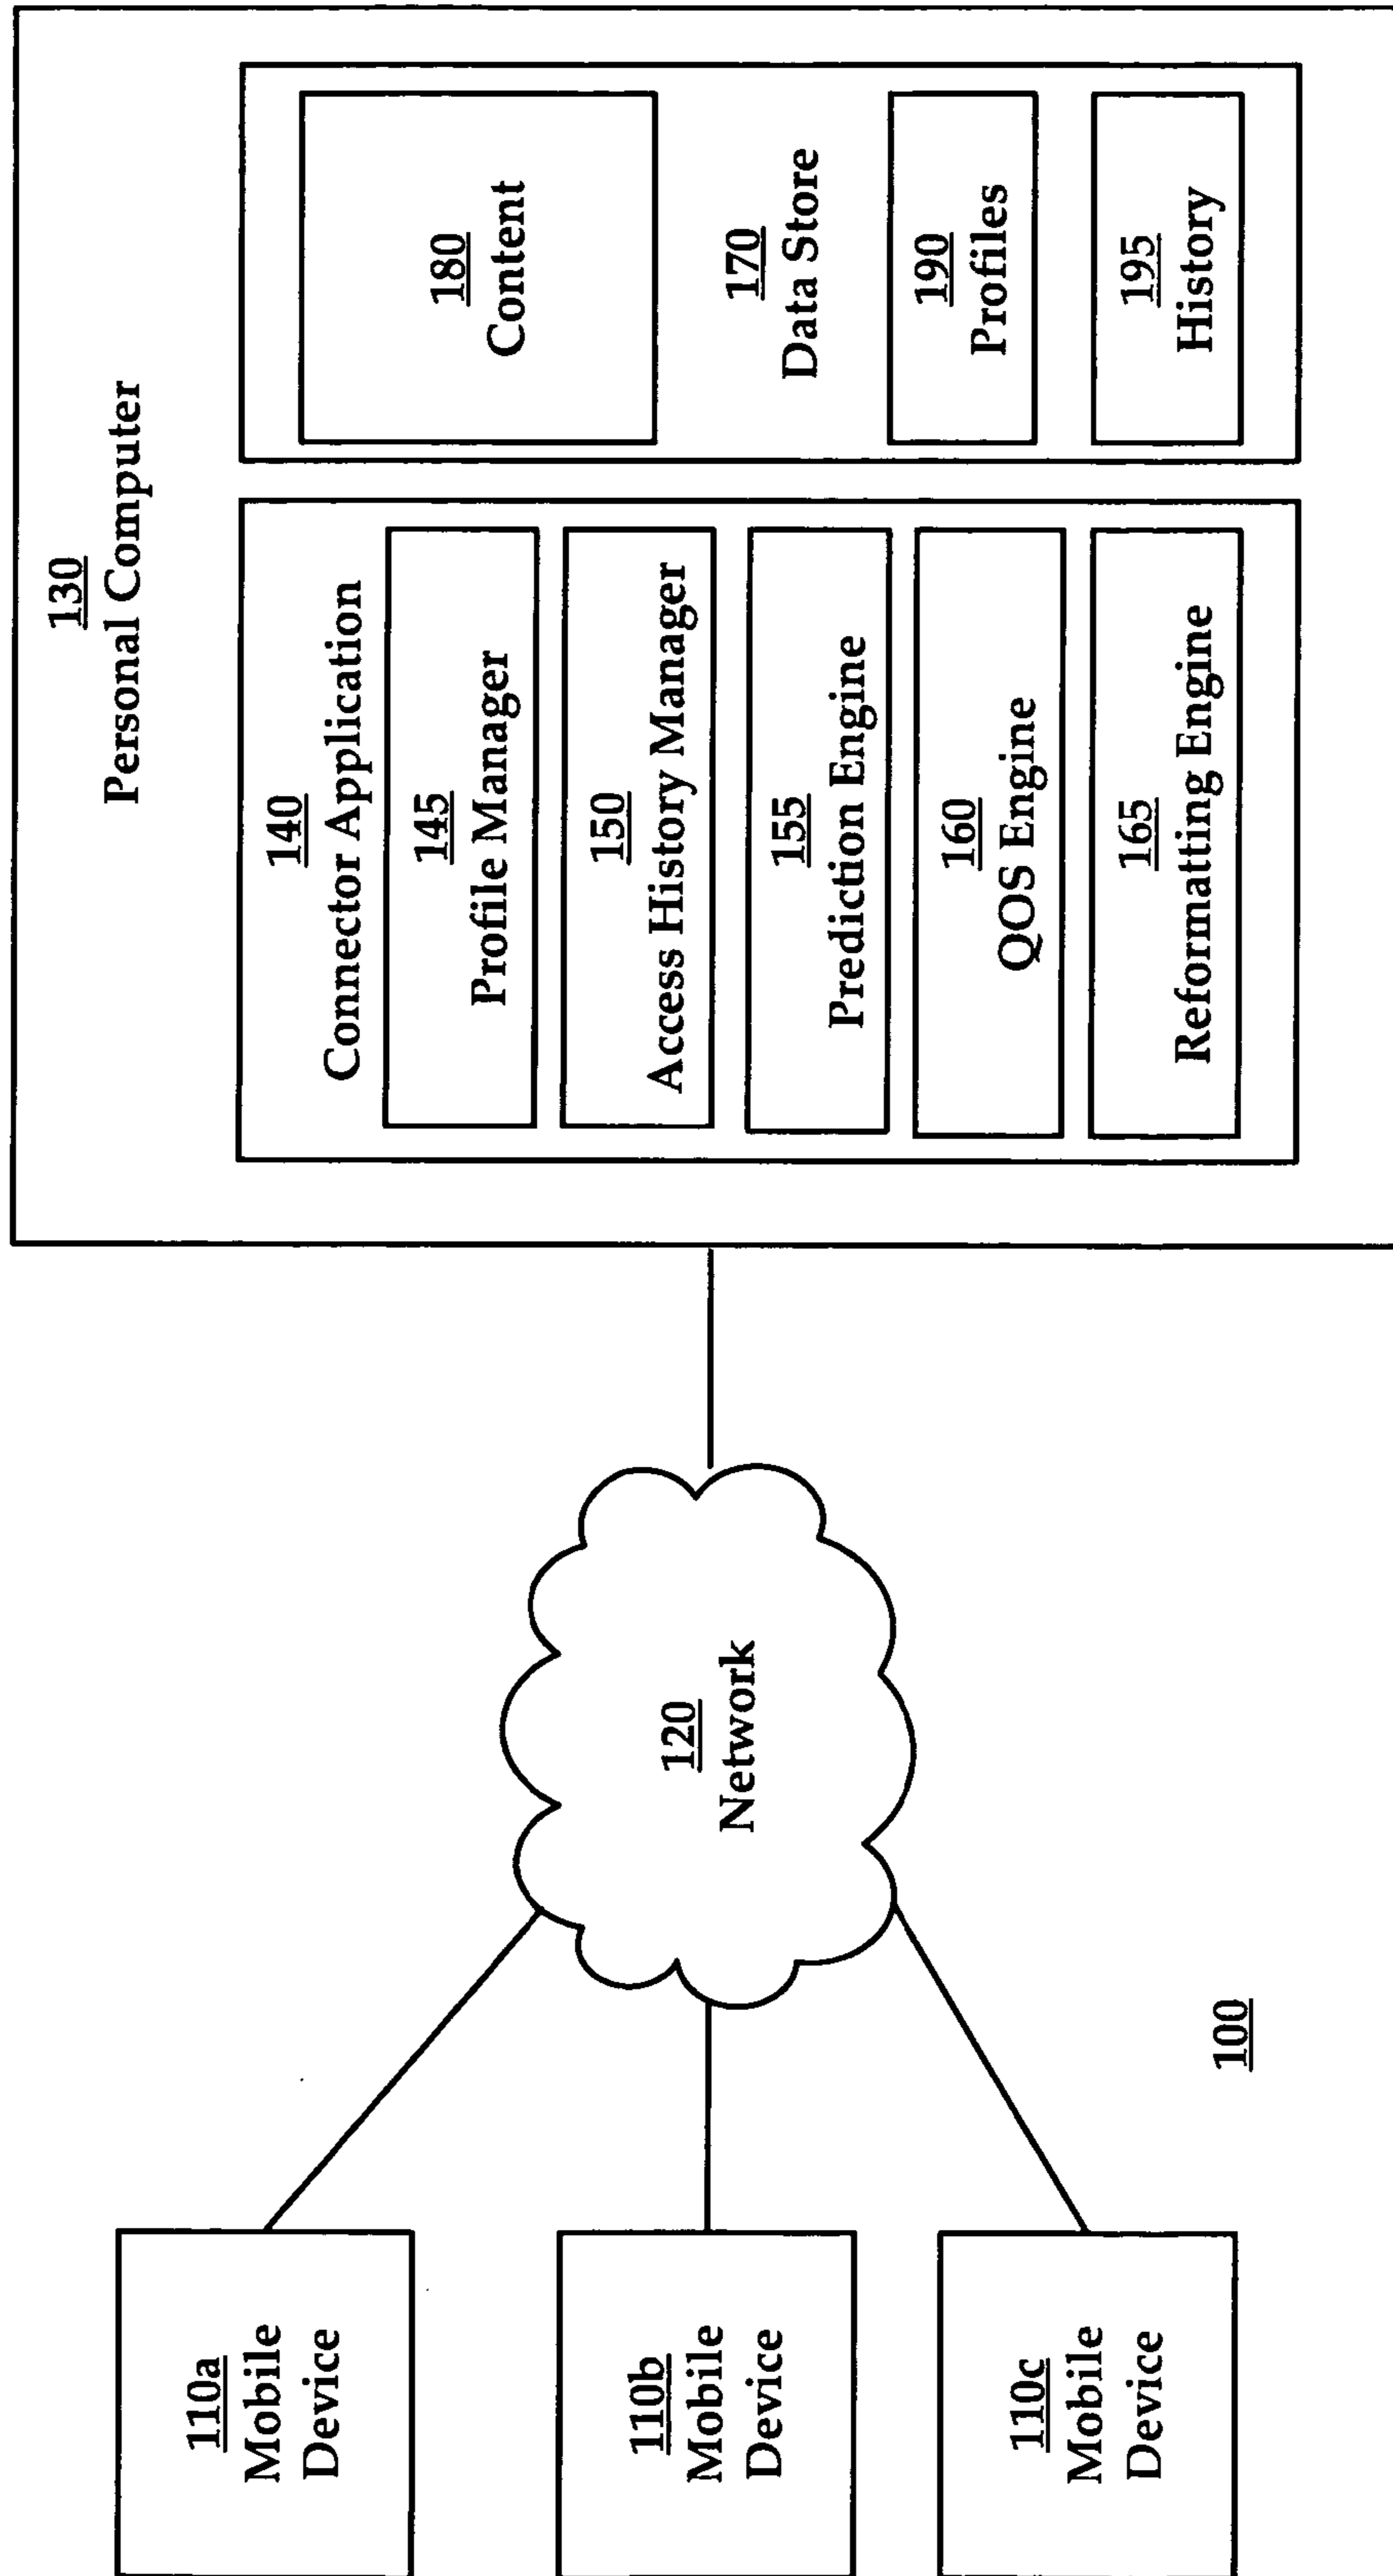 110a
Mobile
Device
110b
Mobile
Device
110c
Mobile
Device
100
120
Network
130
Personal Computer
140
Connector Application
145
Profile Manager
150
Access History Manager
155
Prediction Engine
160
QOS Engine
165
Reformatting Engine
180
Content
170
Data Store
190
Profiles
195
History